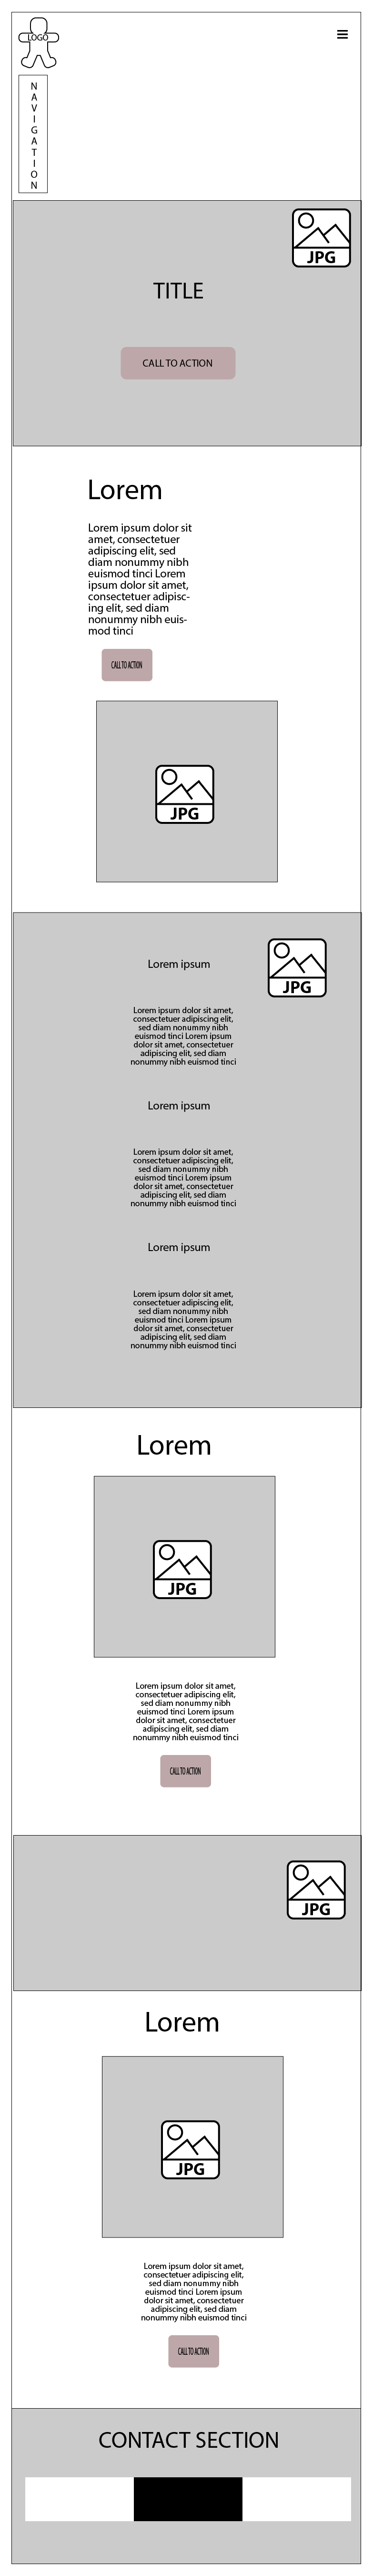 LOGO
N
A
V
I
G
A
T
I
O
N
JPG
TITLE
CALL TO ACTION
Lorem
Lorem ipsum dolor sit
amet, consectetuer
adipiscing elit, sed
diam nonummy nibh
euismod tinci Lorem
ipsum dolor sit amet,
consectetuer adipisc-
ing elit, sed diam
nonummy nibh euis-
mod tinci
CALL TO ACTION
JPG
JPG
Lorem ipsum
Lorem ipsum dolor sit amet,
consectetuer adipiscing elit,
sed diam nonummy nibh
euismod tinci Lorem ipsum
dolor sit amet, consectetuer
adipiscing elit, sed diam
nonummy nibh euismod tinci
Lorem ipsum
Lorem ipsum dolor sit amet,
consectetuer adipiscing elit,
sed diam nonummy nibh
euismod tinci Lorem ipsum
dolor sit amet, consectetuer
adipiscing elit, sed diam
nonummy nibh euismod tinci
Lorem ipsum
Lorem ipsum dolor sit amet,
consectetuer adipiscing elit,
sed diam nonummy nibh
euismod tinci Lorem ipsum
dolor sit amet, consectetuer
adipiscing elit, sed diam
nonummy nibh euismod tinci
Lorem
JPG
Lorem ipsum dolor sit amet,
consectetuer adipiscing elit,
sed diam nonummy nibh
euismod tinci Lorem ipsum
dolor sit amet, consectetuer
adipiscing elit, sed diam
nonummy nibh euismod tinci
CALL TO ACTION
JPG
Lorem
JPG
Lorem ipsum dolor sit amet,
consectetuer adipiscing elit,
sed diam nonummy nibh
euismod tinci Lorem ipsum
dolor sit amet, consectetuer
adipiscing elit, sed diam
nonummy nibh euismod tinci
CALL TO ACTION
CONTACT SECTION